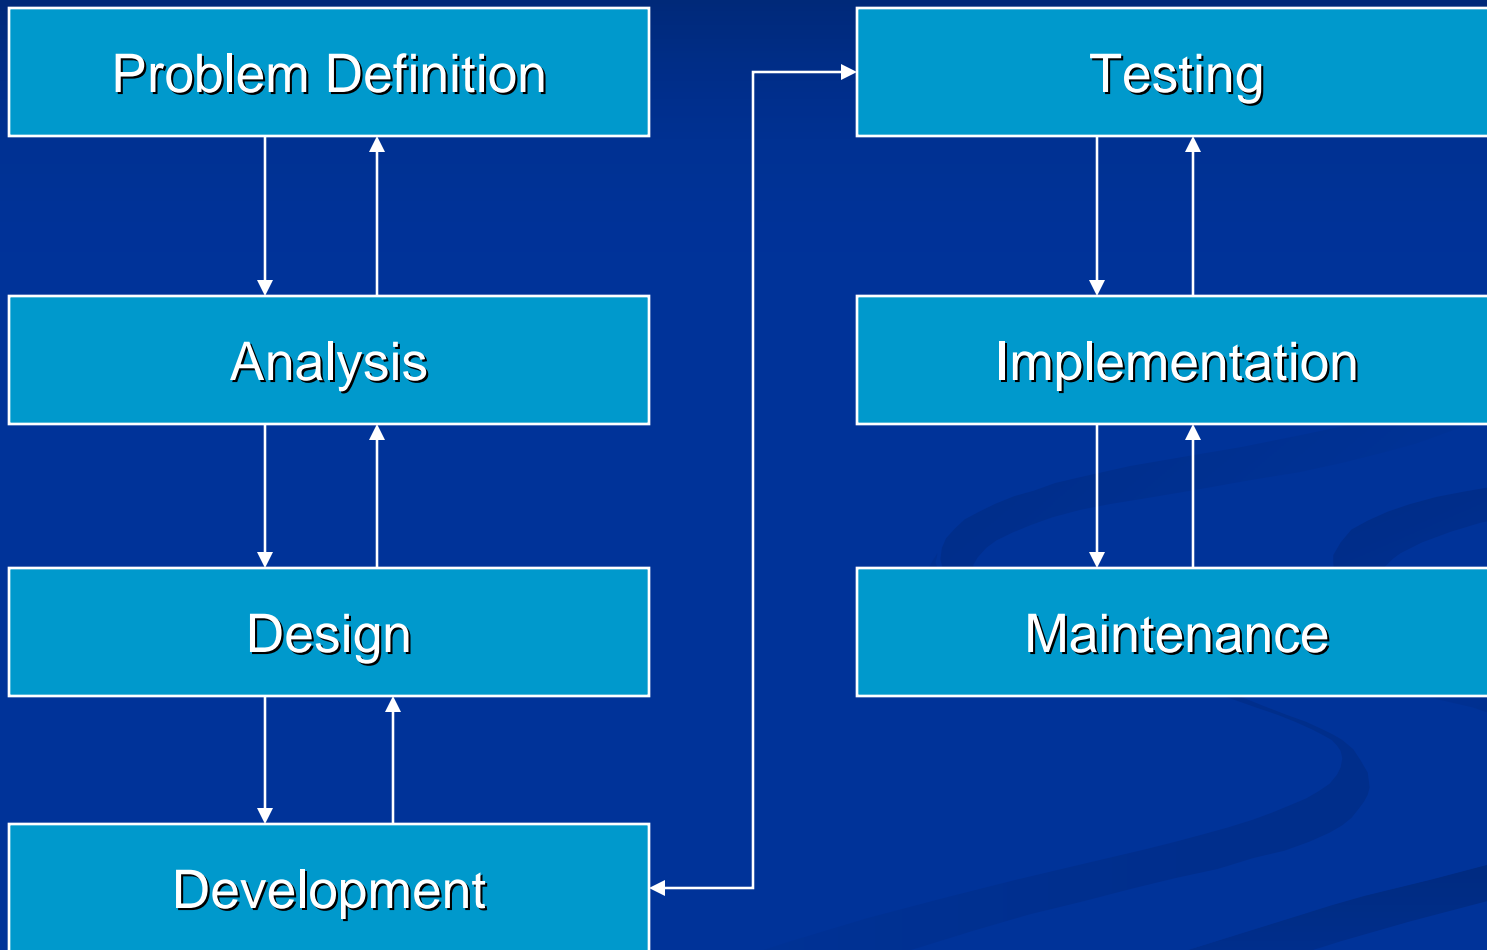 Problem Definition
Analysis
Design
Development
Testing
Implementation
Maintenance